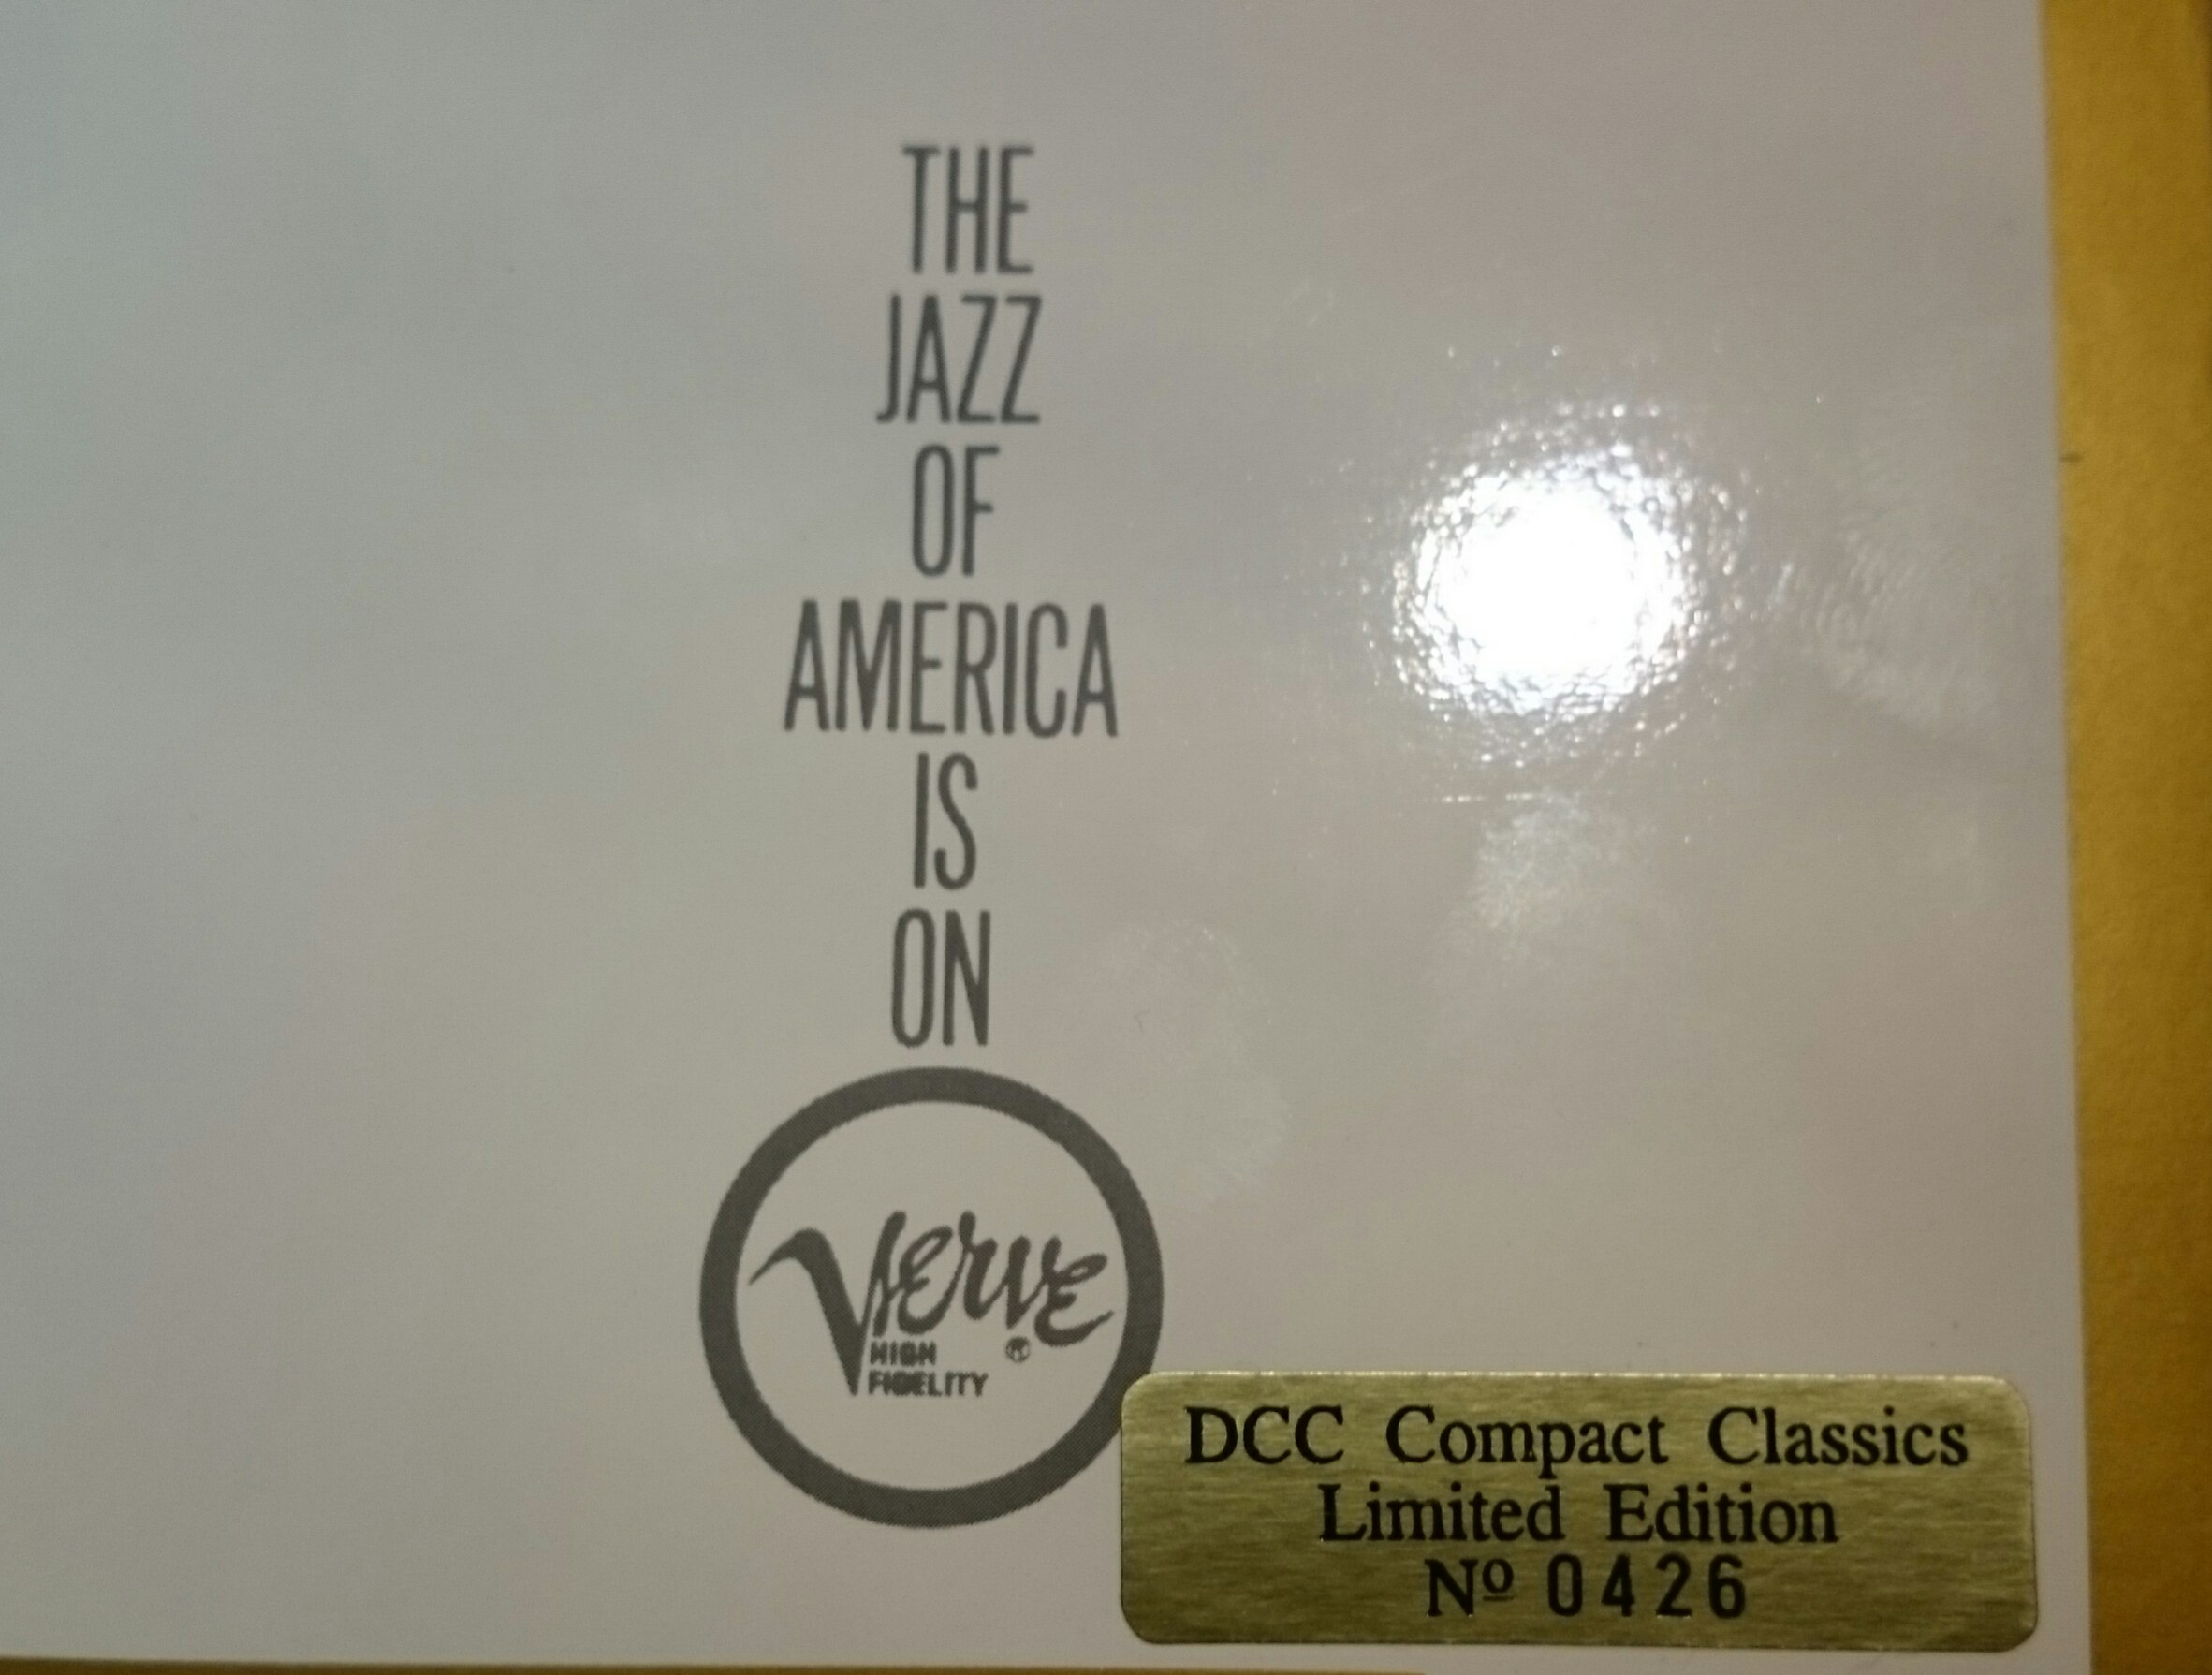 THE
JAZZ
OF
AMERICA
IS
ON
Verve
HIGH
FIDELITY
®
DCC Compact Classics
Limited Edition
Nº 0426